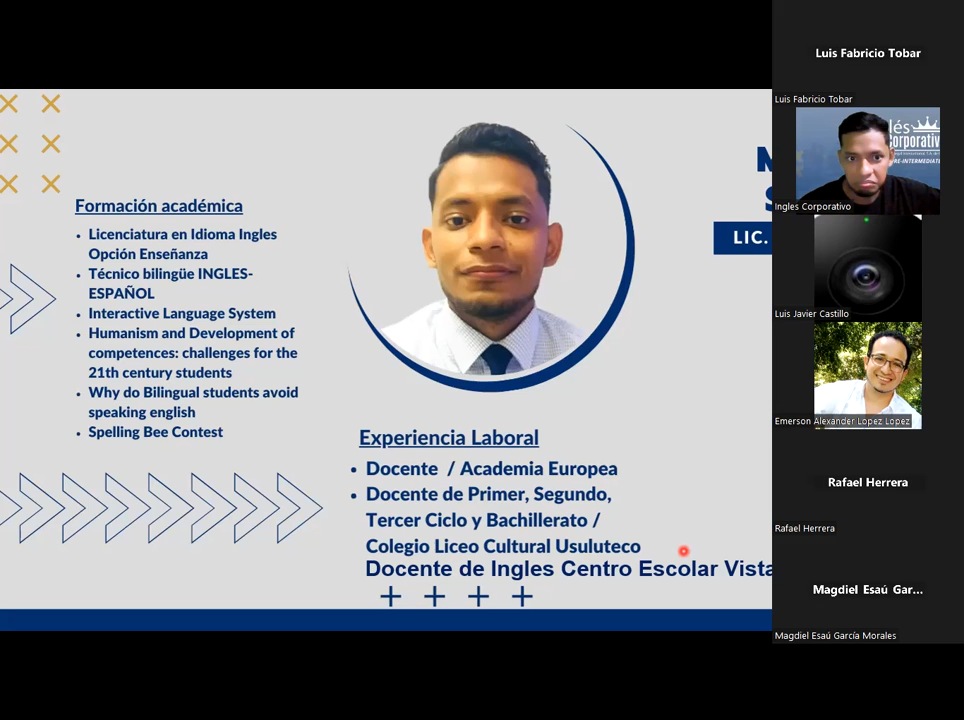 Formación académica
Licenciatura en Idioma Ingles
Opción Enseñanza
Técnico bilingüe INGLES-
ESPAÑOL
Interactive Language System
Humanism and Development of
competences: challenges for the
21th century students
Why do Bilingual students avoid
speaking english
Spelling Bee Contest
LIC.
Experiencia Laboral
Docente / Academia Europea
Docente de Primer, Segundo,
Tercer Ciclo y Bachillerato /
Colegio Liceo Cultural Usuluteco
Docente de Ingles Centro Escolar Vista
Luis Fabricio Tobar
Luis Fabricio Tobar
Ingles Corporativo
Luis Javier Castillo
Emerson Alexander Lopez Lopez
Rafael Herrera
Rafael Herrera
Magdiel Esaú Gar...
Magdiel Esaú García Morales